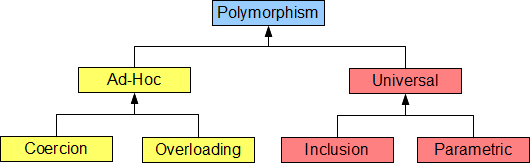 Polymorphism
Ad-Hoc
Universal
Coercion
Overloading
Inclusion
Parametric